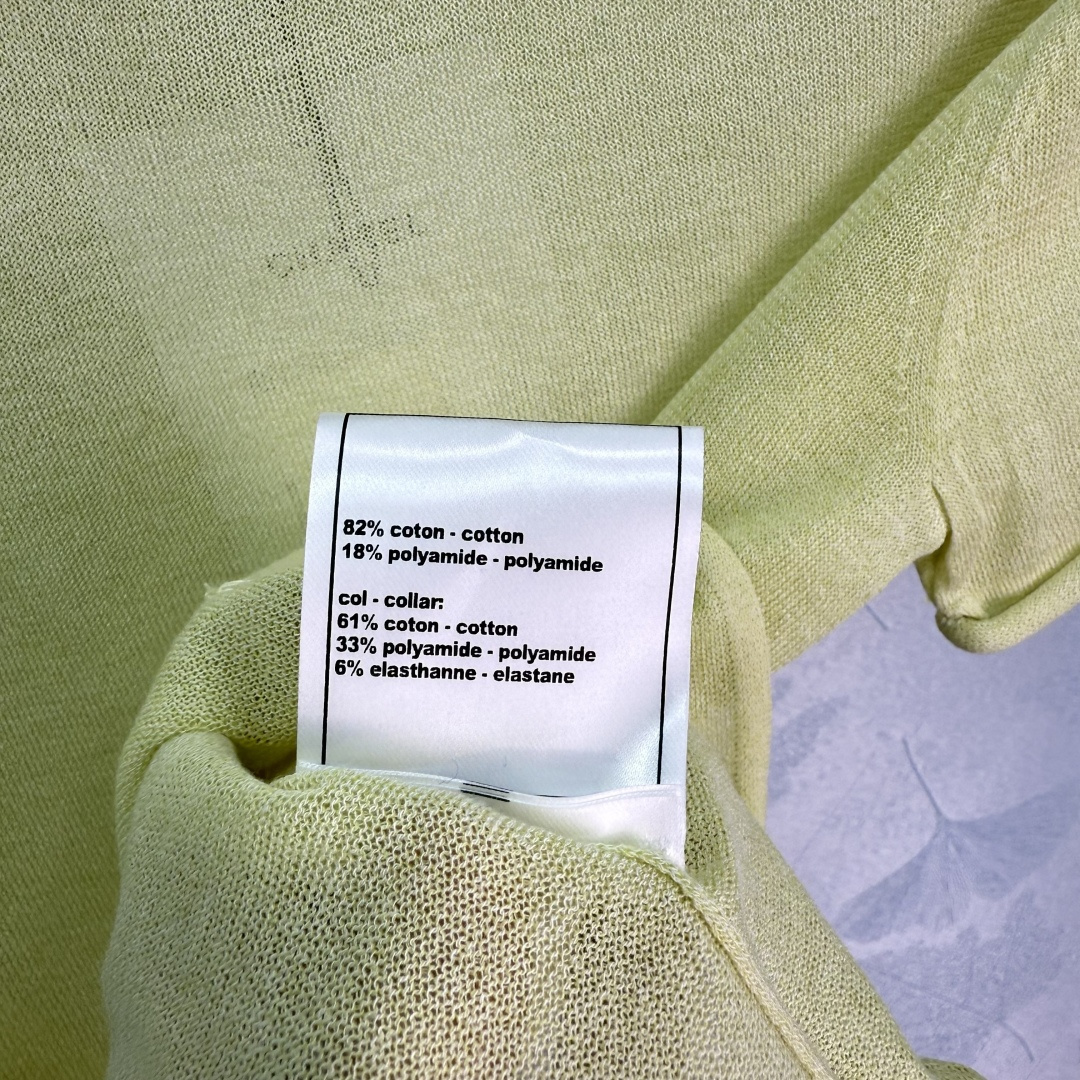 82% coton - cotton
18% polyamide - polyamide
col - collar:
61% coton - cotton
33% polyamide - polyamide
6% elasthanne - elastane